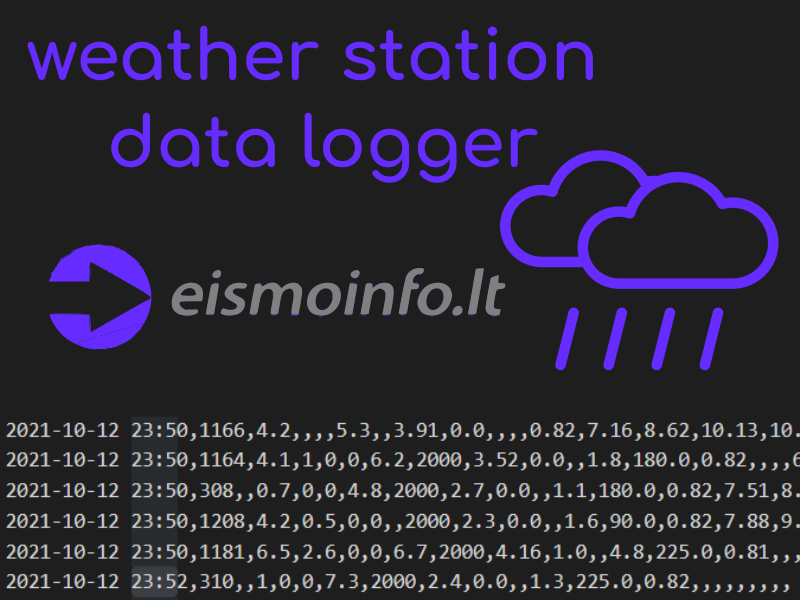 weather station
data logger
eismoinfo.lt
2021-10-12 23:50,1166,4.2,,,,5.3,,3.91,0.0,,,,0.82,7.16,8.62,10.13,10.
2021-10-12 23:50,1164,4.1,1,0,0,6.2,2000,3.52,0.0,,1.8,180.0,0.82,,,,6
2021-10-12 23:50,308,,0.7,0,0,4.8,2000,2.7,0.0,,1.1,180.0,0.82,7.51,8.
2021-10-12 23:50,1208,4.2,0.5,0,0,,2000,2.3,0.0,,1.6,90.0,0.82,7.88,9.
2021-10-12 23:50,1181,6.5,2.6,0,0,6.7,2000,4.16,1.0,,4.8,225.0,0.81,,,
2021-10-12 23:52,310,,1,0,0,7.3,2000,2.4,0.0,,1.3,225.0,0.82,,,,,,,,,